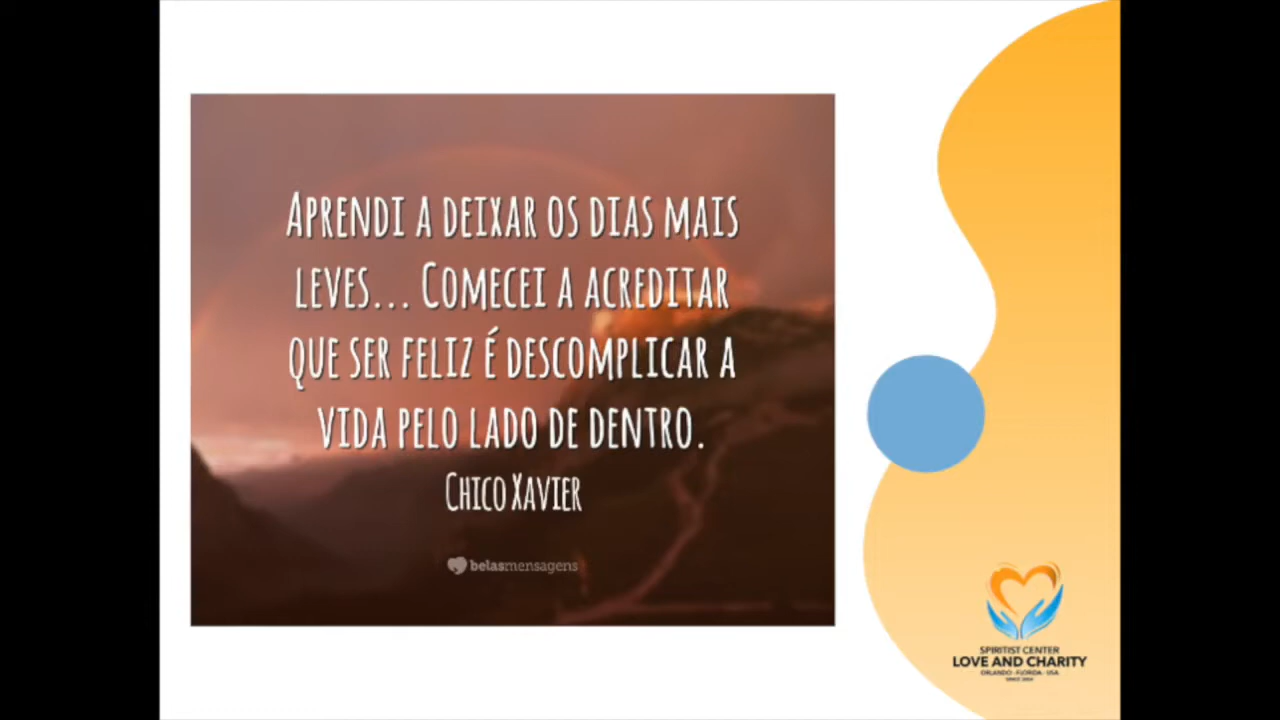 APRENDI A DEIXAR OS DIAS MAIS
LEVES... COMECEI A ACREDITAR
QUE SER FELIZ É DESCOMPLICAR A
VIDA PELO LADO DE DENTRO.
CHICO XAVIER
belasmensagens
SPIRITIST CENTER
LOVE AND CHARITY
ORLANDO - FLORIDA - USA